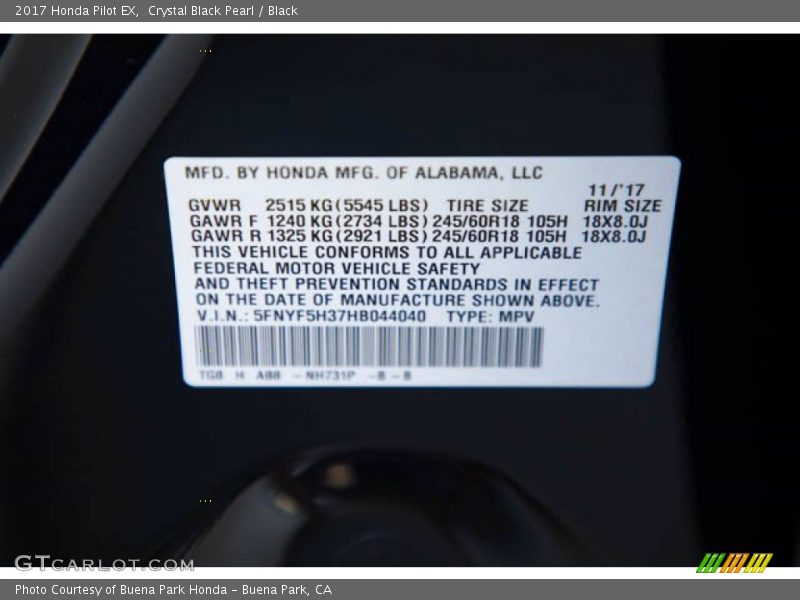 2017 Honda Pilot EX,  Crystal Black Pearl / Black
MFD. BY HONDA MFG. OF ALABAMA, LLC
11/'17
GVWR 2515 KG(5545 LBS) TIRE SIZE RIM SIZE
GAWR F 1240 KG(2734 LBS) 245/60R18 105H 18X8.0J
GAWR R 1325 KG(2921 LBS) 245/60R18 105H 18X8.0J
THIS VEHICLE CONFORMS TO ALL APPLICABLE
FEDERAL MOTOR VEHICLE SAFETY
AND THEFT PREVENTION STANDARDS IN EFFECT
ON THE DATE OF MANUFACTURE SHOWN ABOVE.
V.I.N.: 5FNYF5H37HB044040 TYPE: MPV
NH731P
GTCARLOT.COM
Photo Courtesy of Buena Park Honda - Buena Park, CA